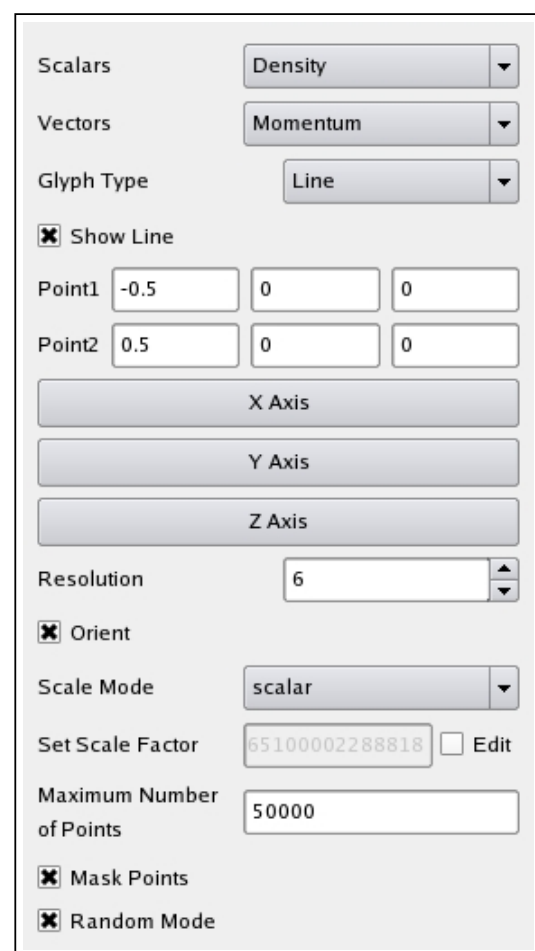 Scalars Density
Vectors Momentum
Glyph Type Line
Show Line
Point1 -0.5 0 0
Point2 0.5 0 0
X Axis
Y Axis
Z Axis
Resolution 6
Orient
Scale Mode scalar
Set Scale Factor 65100002288818 Edit
Maximum Number
of Points 50000
Mask Points
Random Mode